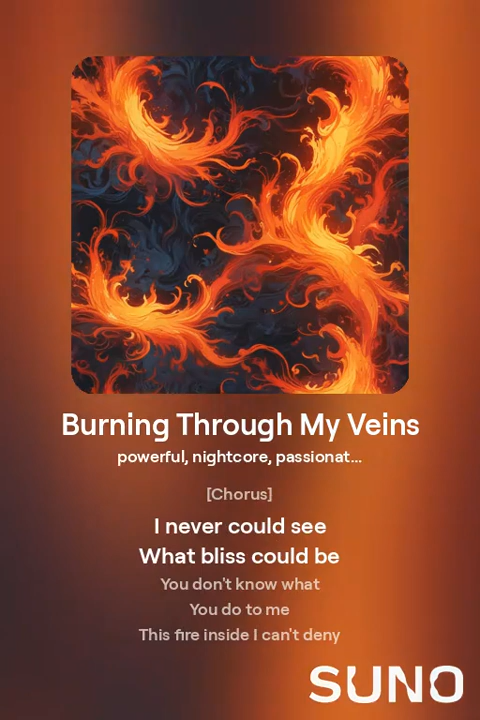 Burning Through My Veins
powerful, nightcore, passionat...
[Chorus]
I never could see
What bliss could be
You don't know what
You do to me
This fire inside I can't deny
SUNO